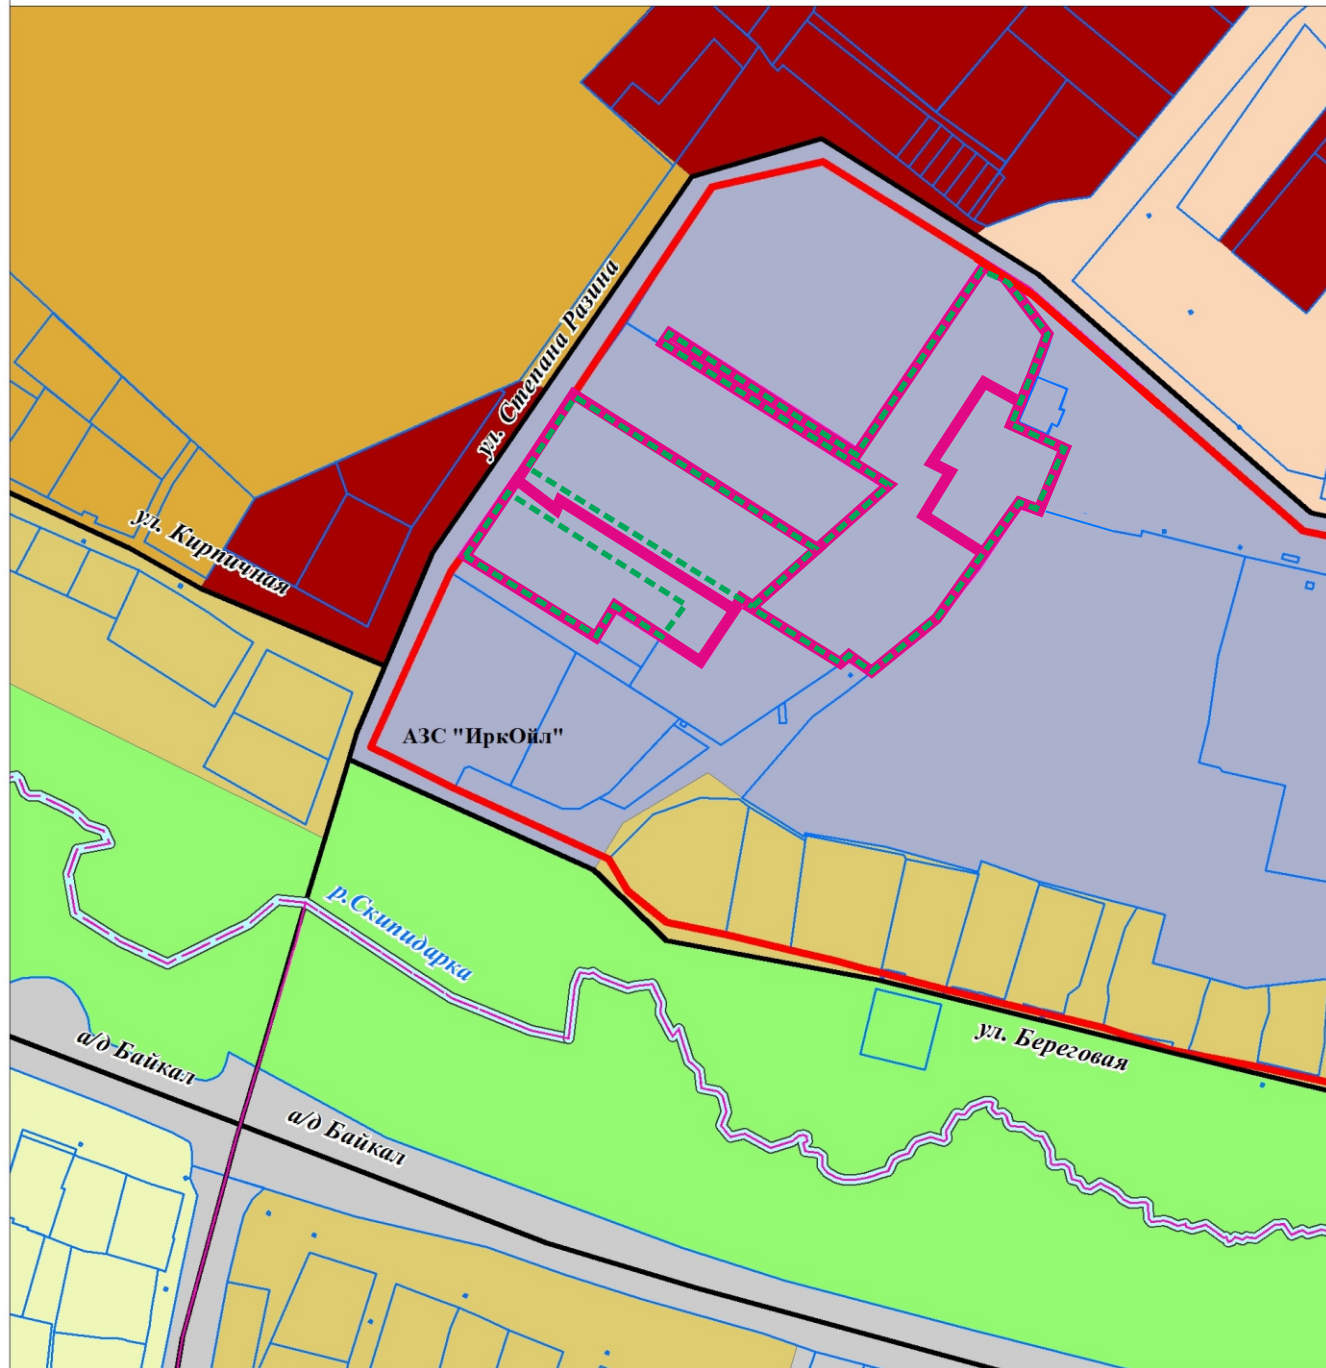 ул. Степана Разина
ул. Кирпичная
АЗС "ИркОйл"
р.Скипидарка
ул. Береговая
а/д Байкал
а/д Байкал